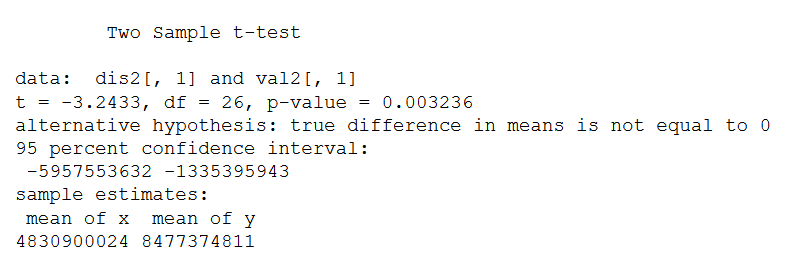 Two Sample t-test
data: dis2[, 1] and val2[, 1]
t = -3.2433, df = 26, p-value = 0.003236
alternative hypothesis: true difference in means is not equal to 0
95 percent confidence interval:
-5957553632 -1335395943
sample estimates:
mean of x mean of y
4830900024 8477374811